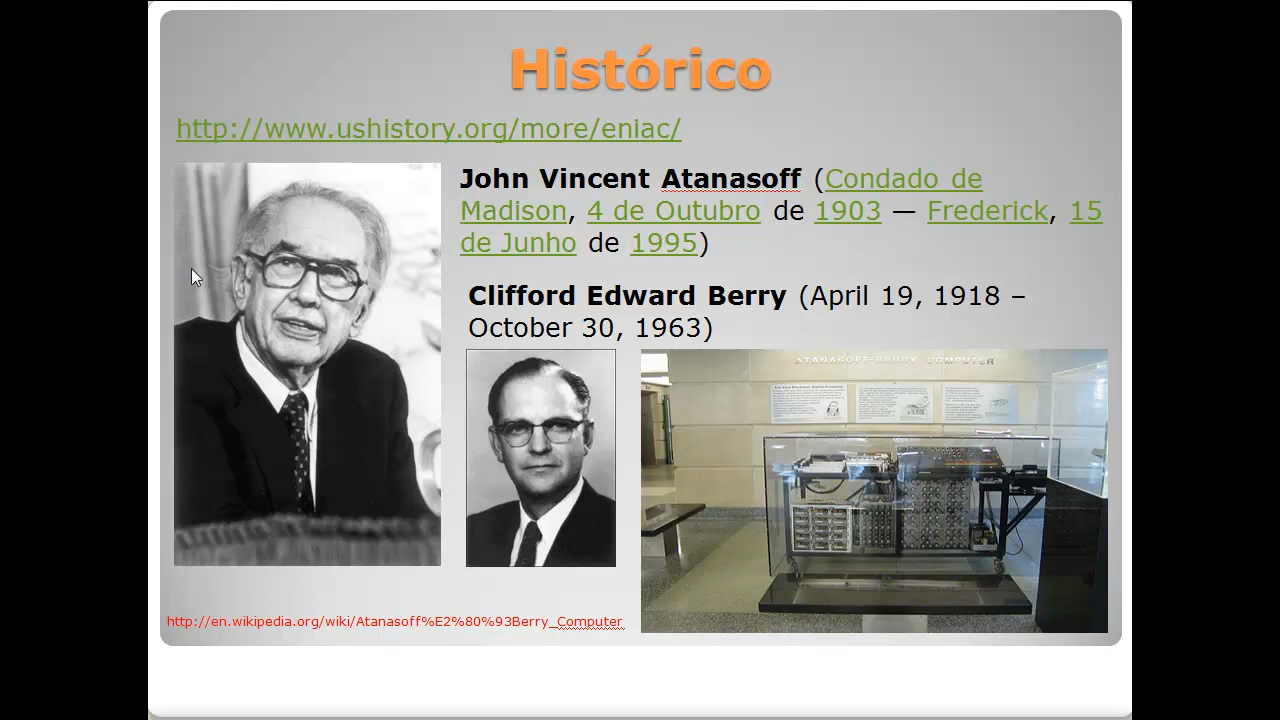 Histórico
http://www.ushistory.org/more/eniac/
John Vincent Atanasoff (Condado de
Madison, 4 de Outubro de 1903 — Frederick, 15
de Junho de 1995)
Clifford Edward Berry (April 19, 1918 –
October 30, 1963)
ATANASOFF-BERRY COMPUTER
http://en.wikipedia.org/wiki/Atanasoff%E2%80%93Berry_Computer